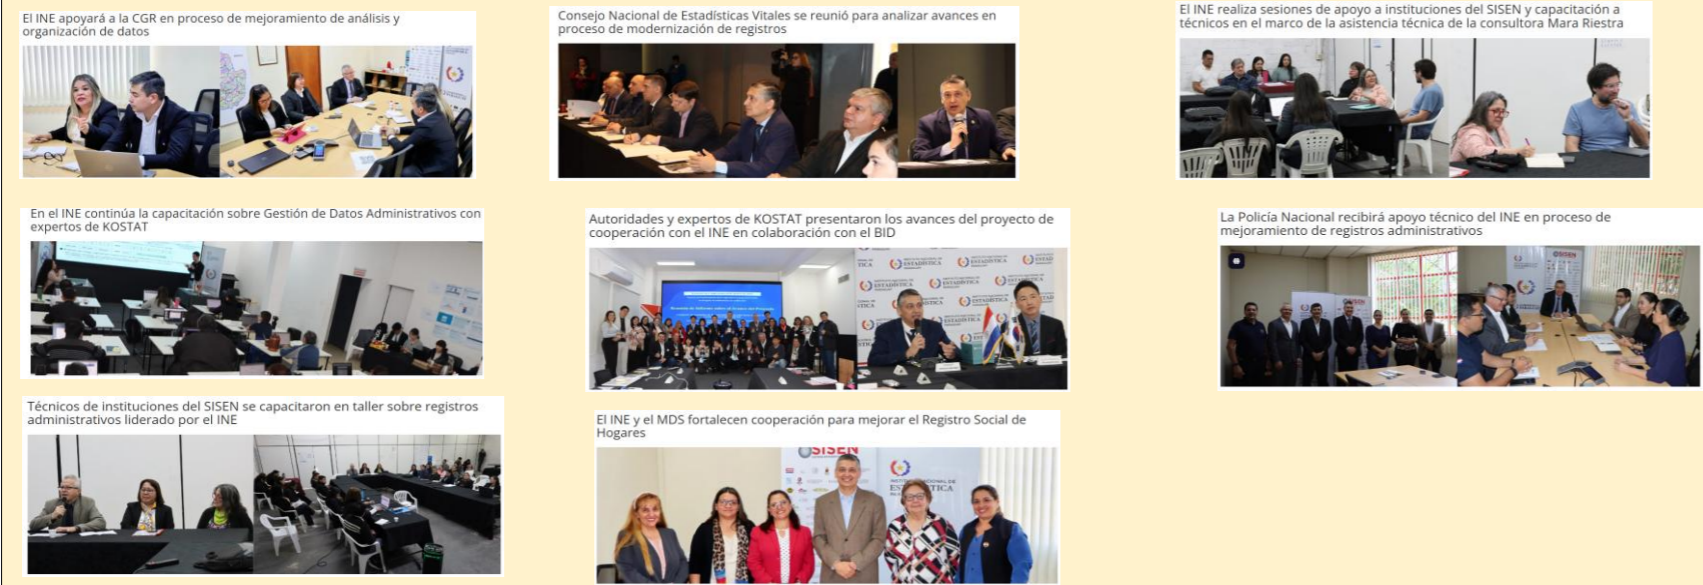 El INE apoyará a la CGR en proceso de mejoramiento de análisis y
organización de datos
Consejo Nacional de Estadísticas Vitales se reunió para analizar avances en
proceso de modernización de registros
El INE realiza sesiones de apoyo a instituciones del SISEN y capacitación a
técnicos en el marco de la asistencia técnica de la consultora Mara Riestra
En el INE continúa la capacitación sobre Gestión de Datos Administrativos con
expertos de KOSTAT
Autoridades y expertos de KOSTAT presentaron los avances del proyecto de
cooperación con el INE en colaboración con el BID
ESTADÍSTICA
La Policía Nacional recibirá apoyo técnico del INE en proceso de
mejoramiento de registros administrativos
SISEN
Técnicos de instituciones del SISEN se capacitaron en taller sobre registros
administrativos liderado por el INE
El INE y el MDS fortalecen cooperación para mejorar el Registro Social de
Hogares
SISEN